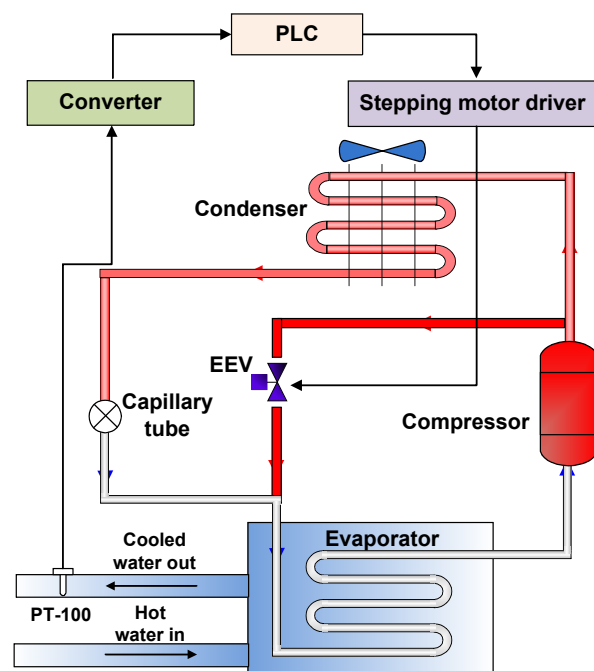 PLC
Converter
Stepping motor driver
Condenser
EEV
Capillary
tube
Compressor
Cooled
water out
Evaporator
PT-100
Hot
water in